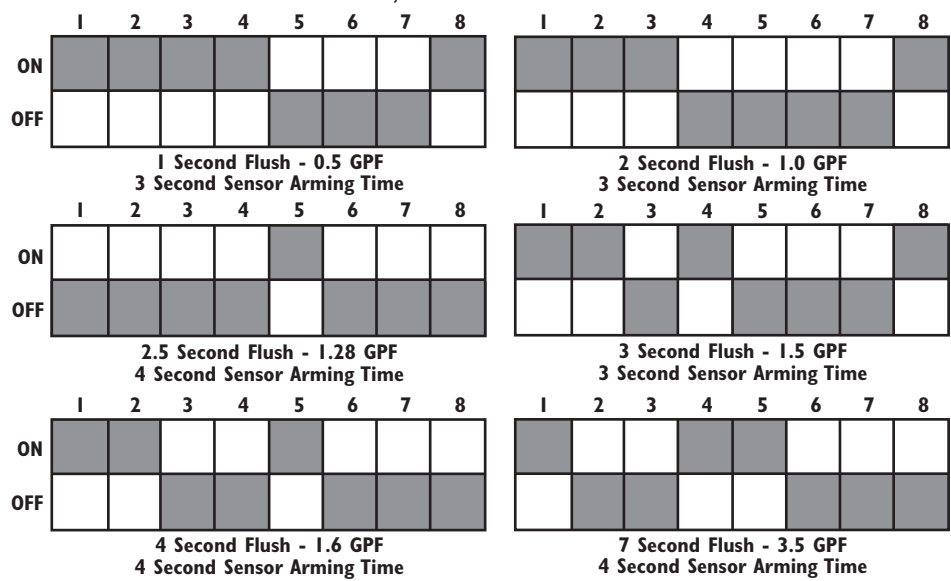 1 2 3 4 5 6 7 8 1 2 3 4 5 6 7 8
ON
OFF
1 Second Flush - 0.5 GPF
3 Second Sensor Arming Time
2 Second Flush - 1.0 GPF
3 Second Sensor Arming Time
1 2 3 4 5 6 7 8 1 2 3 4 5 6 7 8
ON
OFF
2.5 Second Flush - 1.28 GPF
4 Second Sensor Arming Time
3 Second Flush - 1.5 GPF
3 Second Sensor Arming Time
1 2 3 4 5 6 7 8 1 2 3 4 5 6 7 8
ON
OFF
4 Second Flush - 1.6 GPF
4 Second Sensor Arming Time
7 Second Flush - 3.5 GPF
4 Second Sensor Arming Time